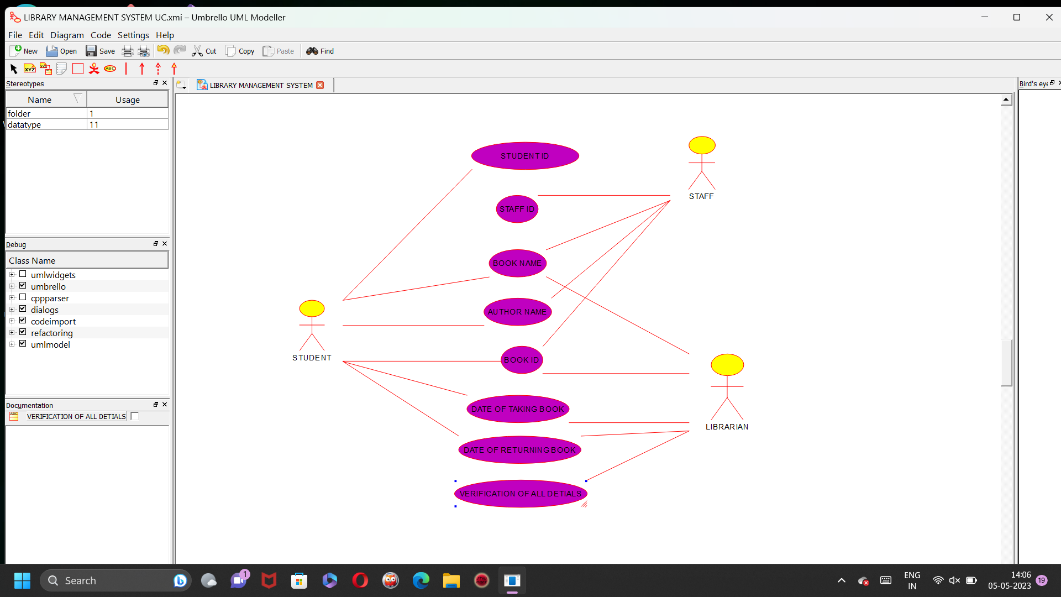 LIBRARY MANAGEMENT SYSTEM UC.xmi – Umbrello UML Modeller
File Edit Diagram Code Settings Help
New Open Save Cut Copy Paste Find
Stereotypes
LIBRARY MANAGEMENT SYSTEM
Bird's eye
Name Usage
folder 1
datatype 11
STUDENT ID
STAFF
STAFF ID
Debug
Class Name
umlwidgets
umbrello
cppparser
dialogs
codeimport
refactoring
umlmodel
BOOK NAME
AUTHOR NAME
STUDENT
BOOK ID
Documentation
VERIFICATION OF ALL DETIALS
DATE OF TAKING BOOK
LIBRARIAN
DATE OF RETURNING BOOK
VERIFICATION OF ALL DETIALS
Search
1
ENG
IN
14:06
05-05-2023
19